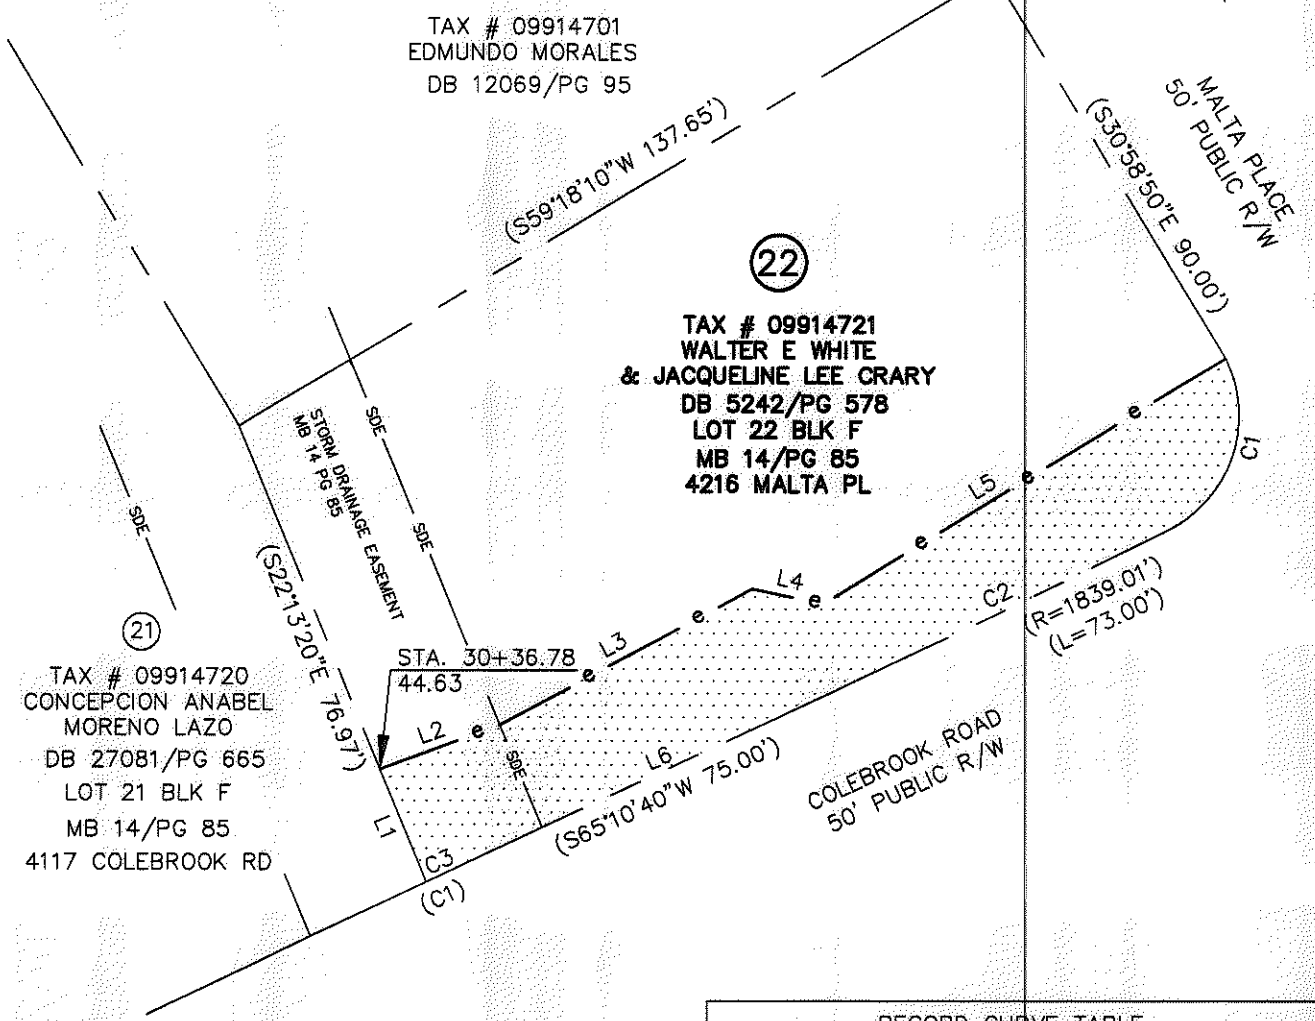 TAX # 09914701
EDMUNDO MORALES
DB 12069/PG 95
(S59°18'10"W 137.65')
MALTA PLACE
50' PUBLIC R/W
(S30°58'50"E 90.00')
22
TAX # 09914721
WALTER E WHITE
& JACQUELINE LEE CRARY
DB 5242/PG 578
LOT 22 BLK F
MB 14/PG 85
4216 MALTA PL
SDE
SDE
SDE
STORM DRAINAGE EASEMENT
MB 14 PG 85
(S22°13'20"E 76.97')
e
C1
L5
e
e
L4
e
C2
(R=1839.01')
(L=73.00')
e
L3
e
STA. 30+36.78
44.63
L2
e
SDE
21
TAX # 09914720
CONCEPCION ANABEL
MORENO LAZO
DB 27081/PG 665
LOT 21 BLK F
MB 14/PG 85
4117 COLEBROOK RD
L1
L6
(S65°10'40"W 75.00')
COLEBROOK ROAD
50' PUBLIC R/W
C3
(C1)
RECORD CURVE TABLE